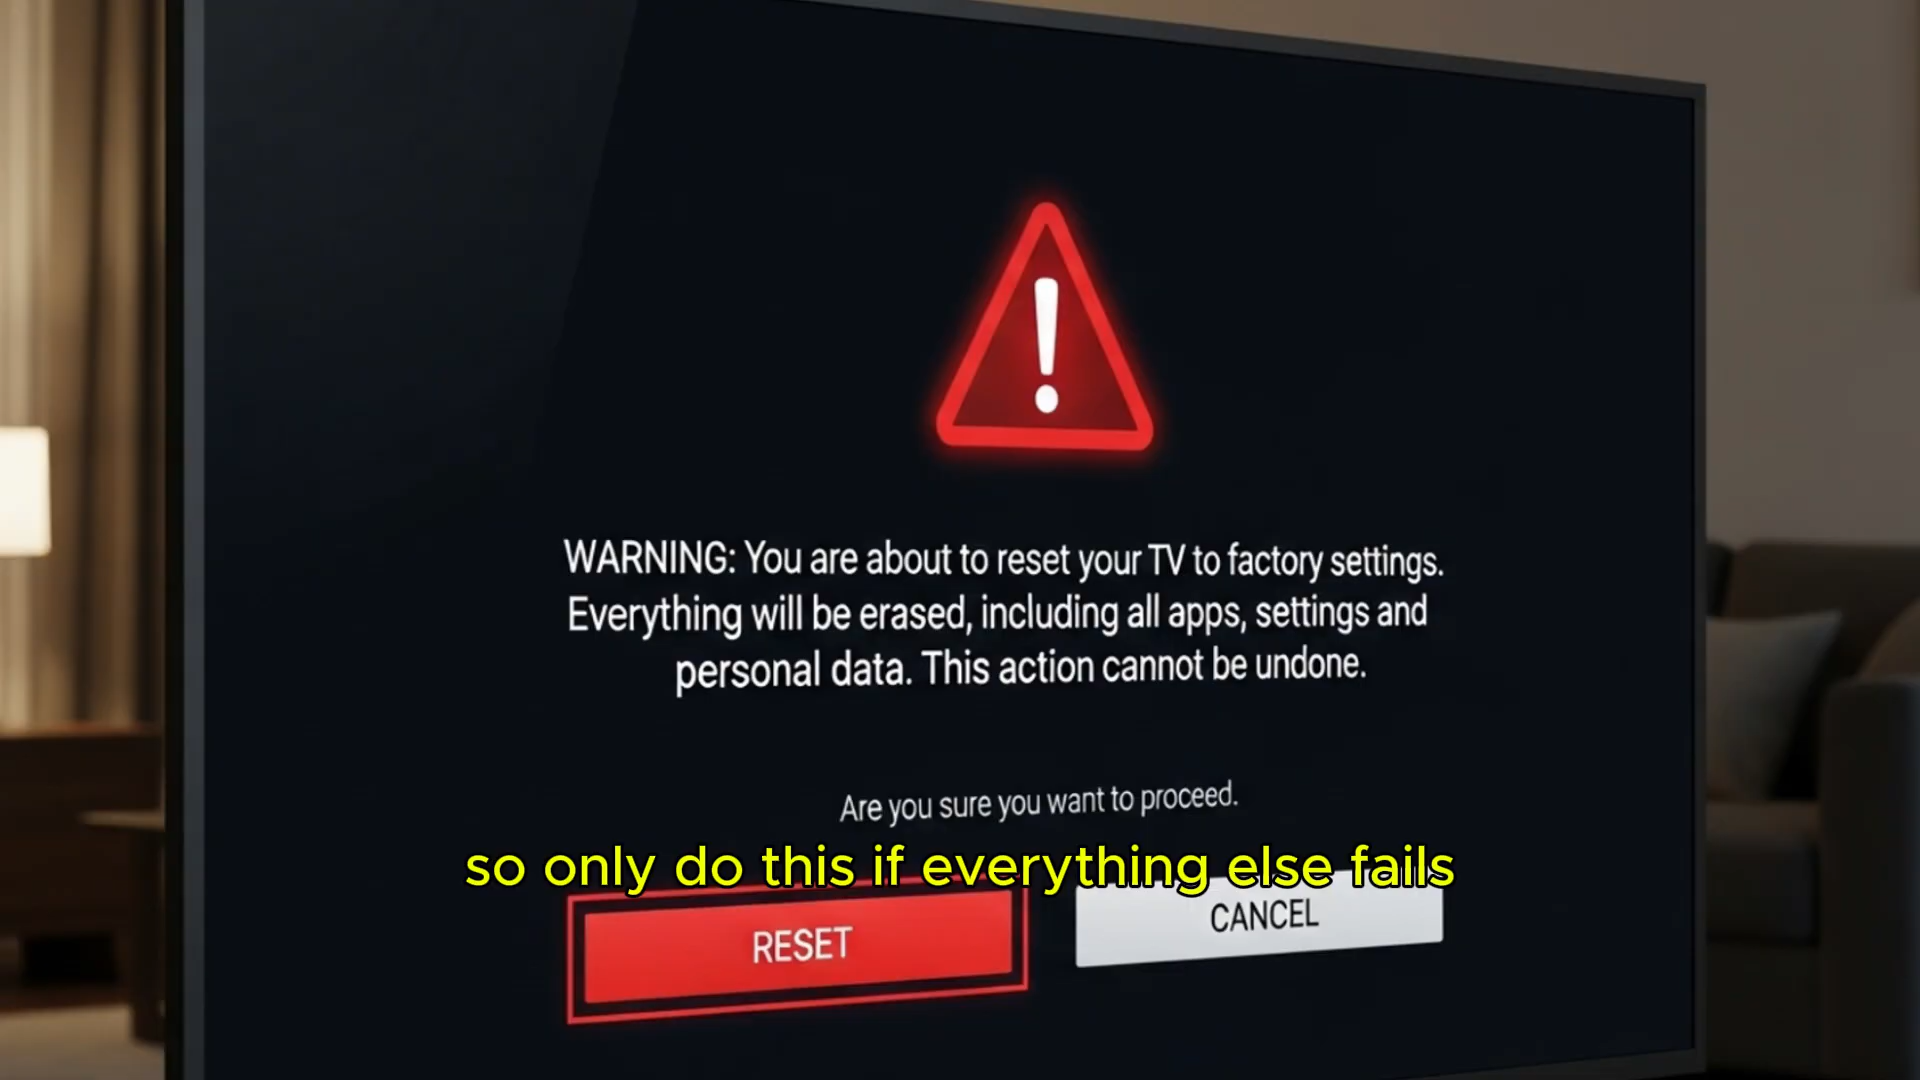 WARNING: You are about to reset your TV to factory settings.
Everything will be erased, including all apps, settings and
personal data. This action cannot be undone.
Are you sure you want to proceed.
so only do this if everything else fails
RESET
CANCEL